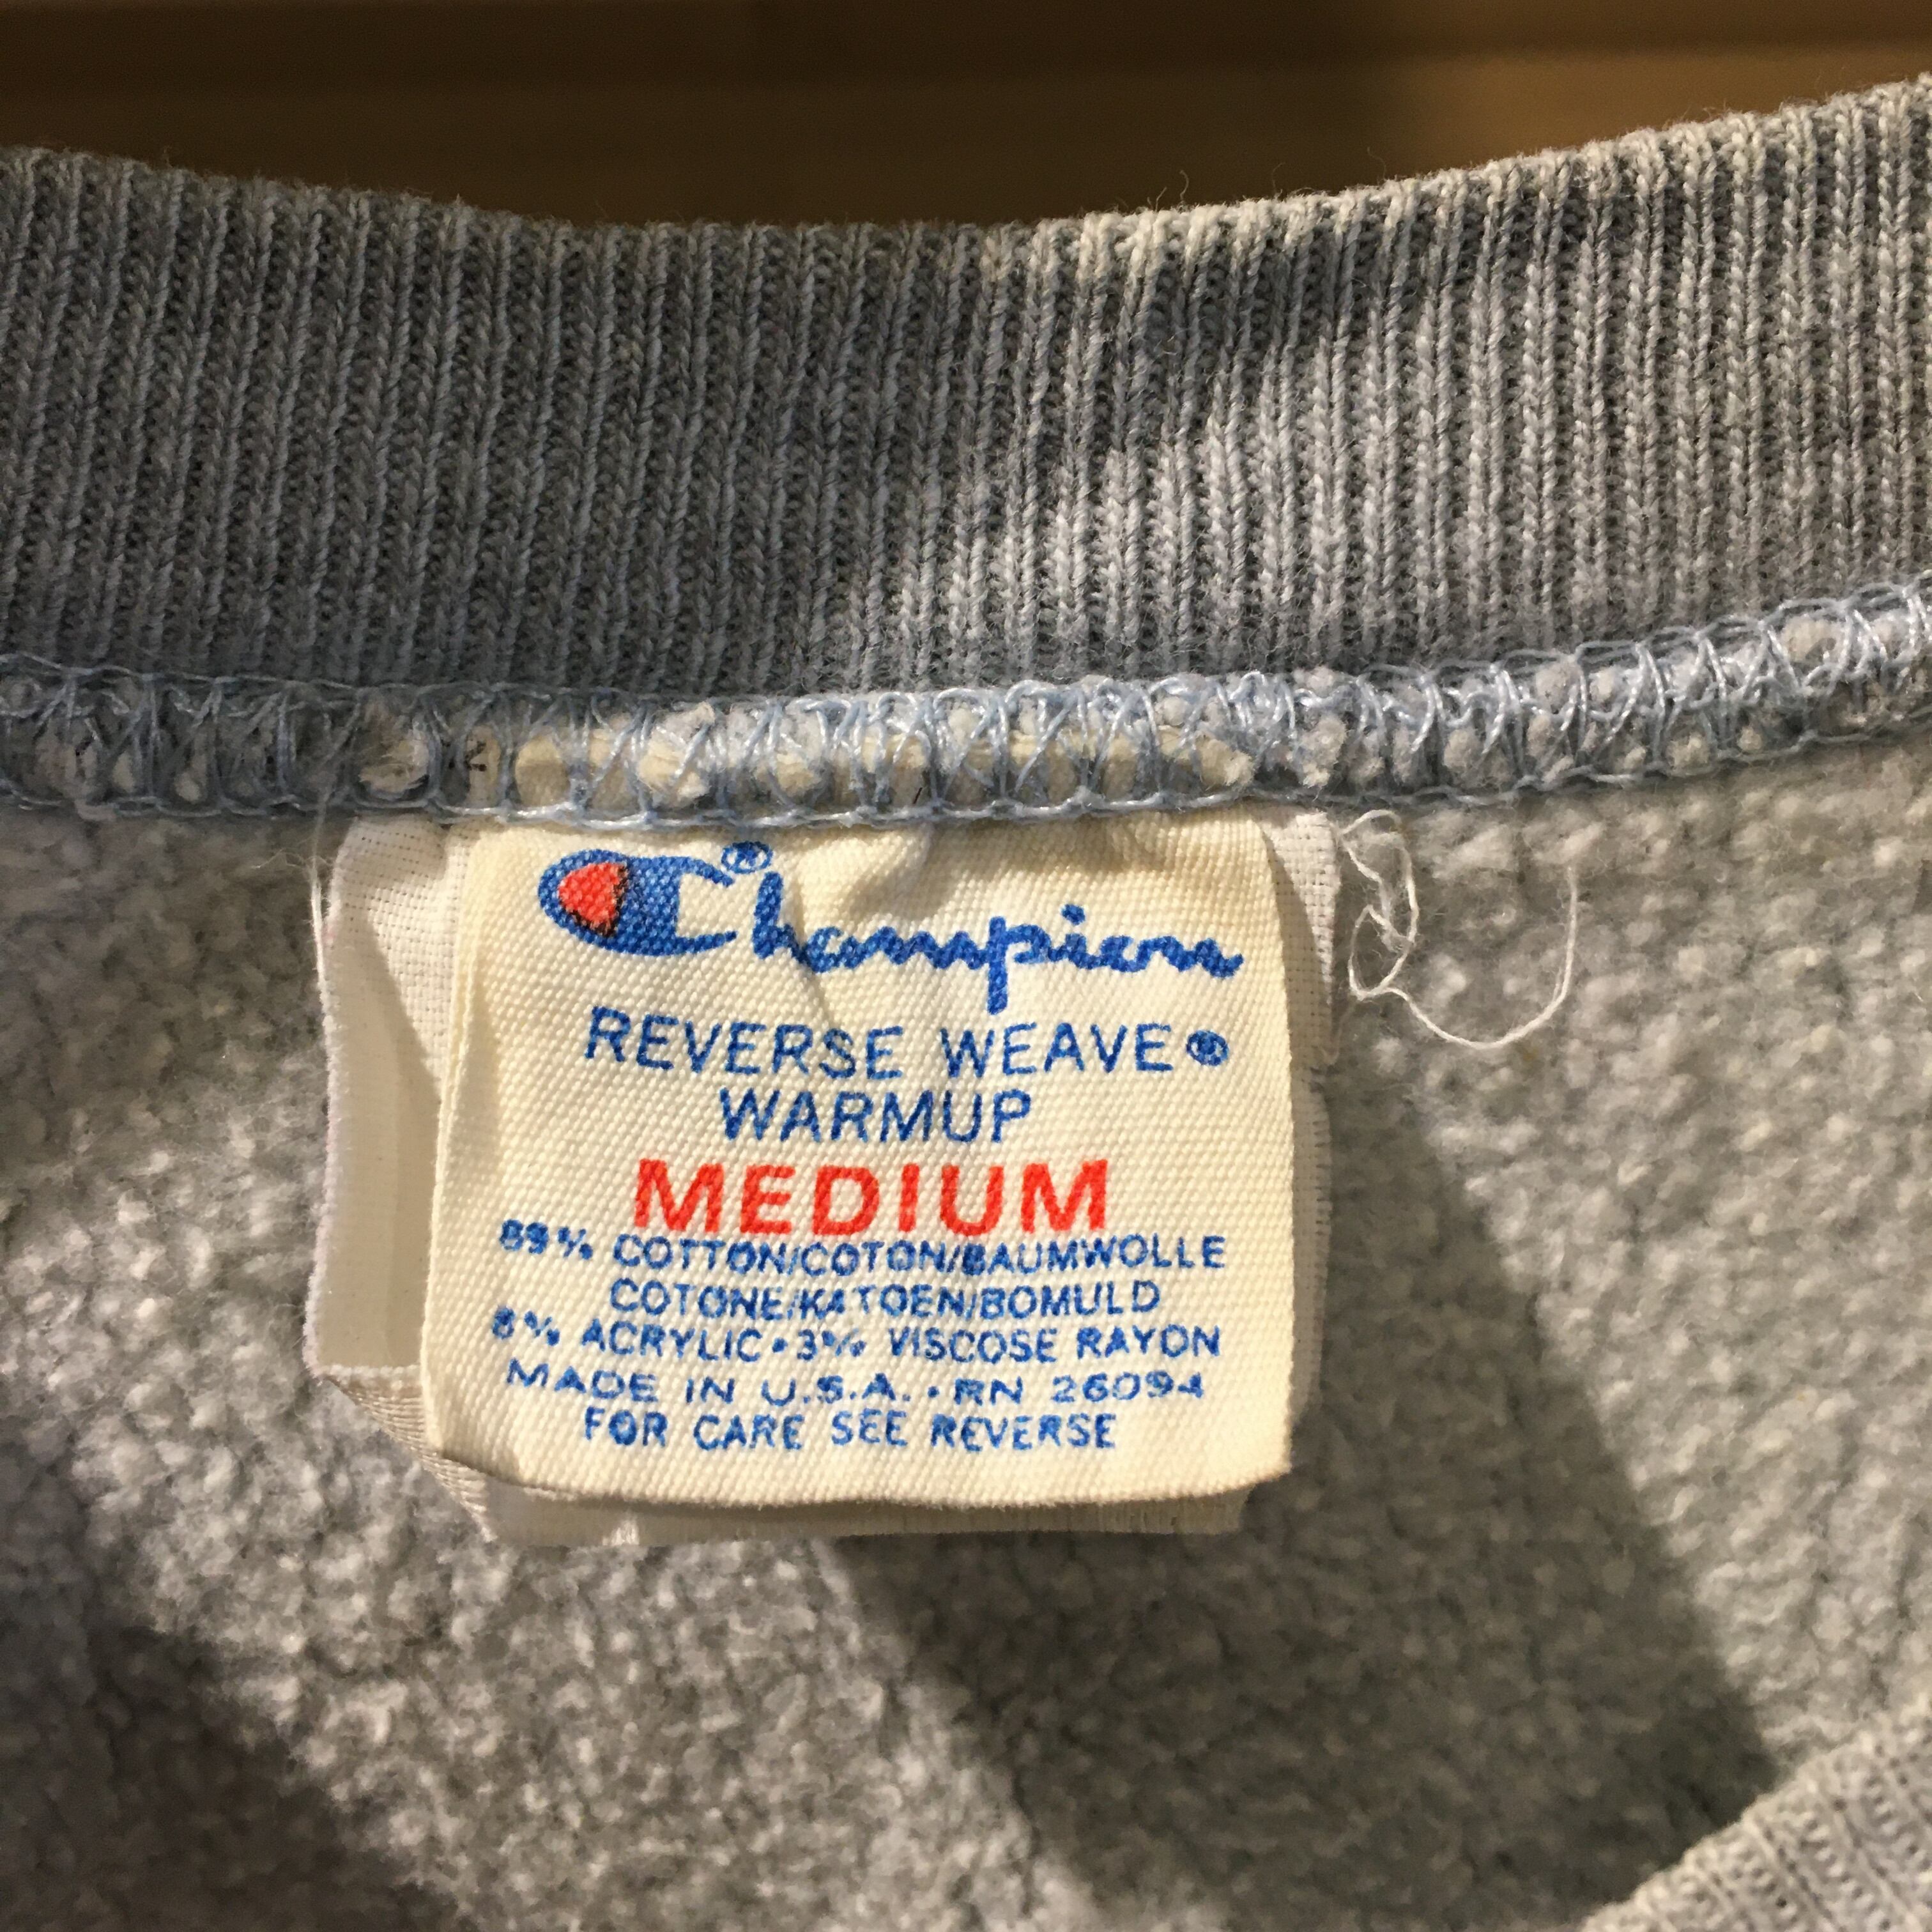 Champion®
REVERSE WEAVE®
WARMUP
MEDIUM
89% COTTON/COTON/BAUMWOLLE
COTONE/KATOEN/BOMULD
8% ACRYLIC • 3% VISCOSE RAYON
MADE IN U.S.A. • RN 26094
FOR CARE SEE REVERSE